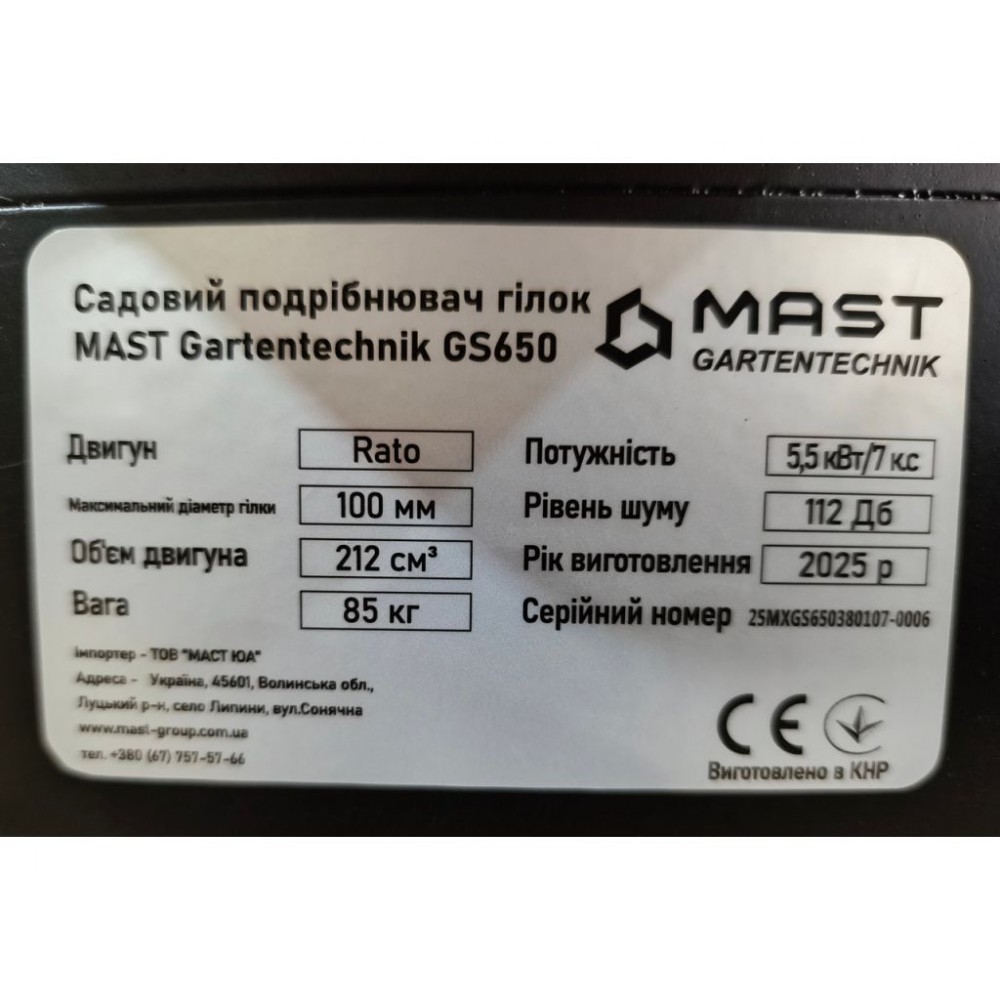 Садовий подрібнювач гілок
MAST Gartentechnik GS650
MAST
GARTENTECHNIK
Двигун Rato
Максимальний діаметр гілки 100 мм
Об'єм двигуна 212 см³
Вага 85 кг
Потужність 5,5 кВт/7 к.с
Рівень шуму 112 Дб
Рік виготовлення 2025 р
Серійний номер 25MXGS650380107-0006
Імпортер - ТОВ "МАСТ ЮА"
Адреса - Україна, 45601, Волинська обл.,
Луцький р-н, село Липини, вул.Сонячна
www.mast-group.com.ua
тел. +380 (67) 757-57-66
CE
Виготовлено в КНР